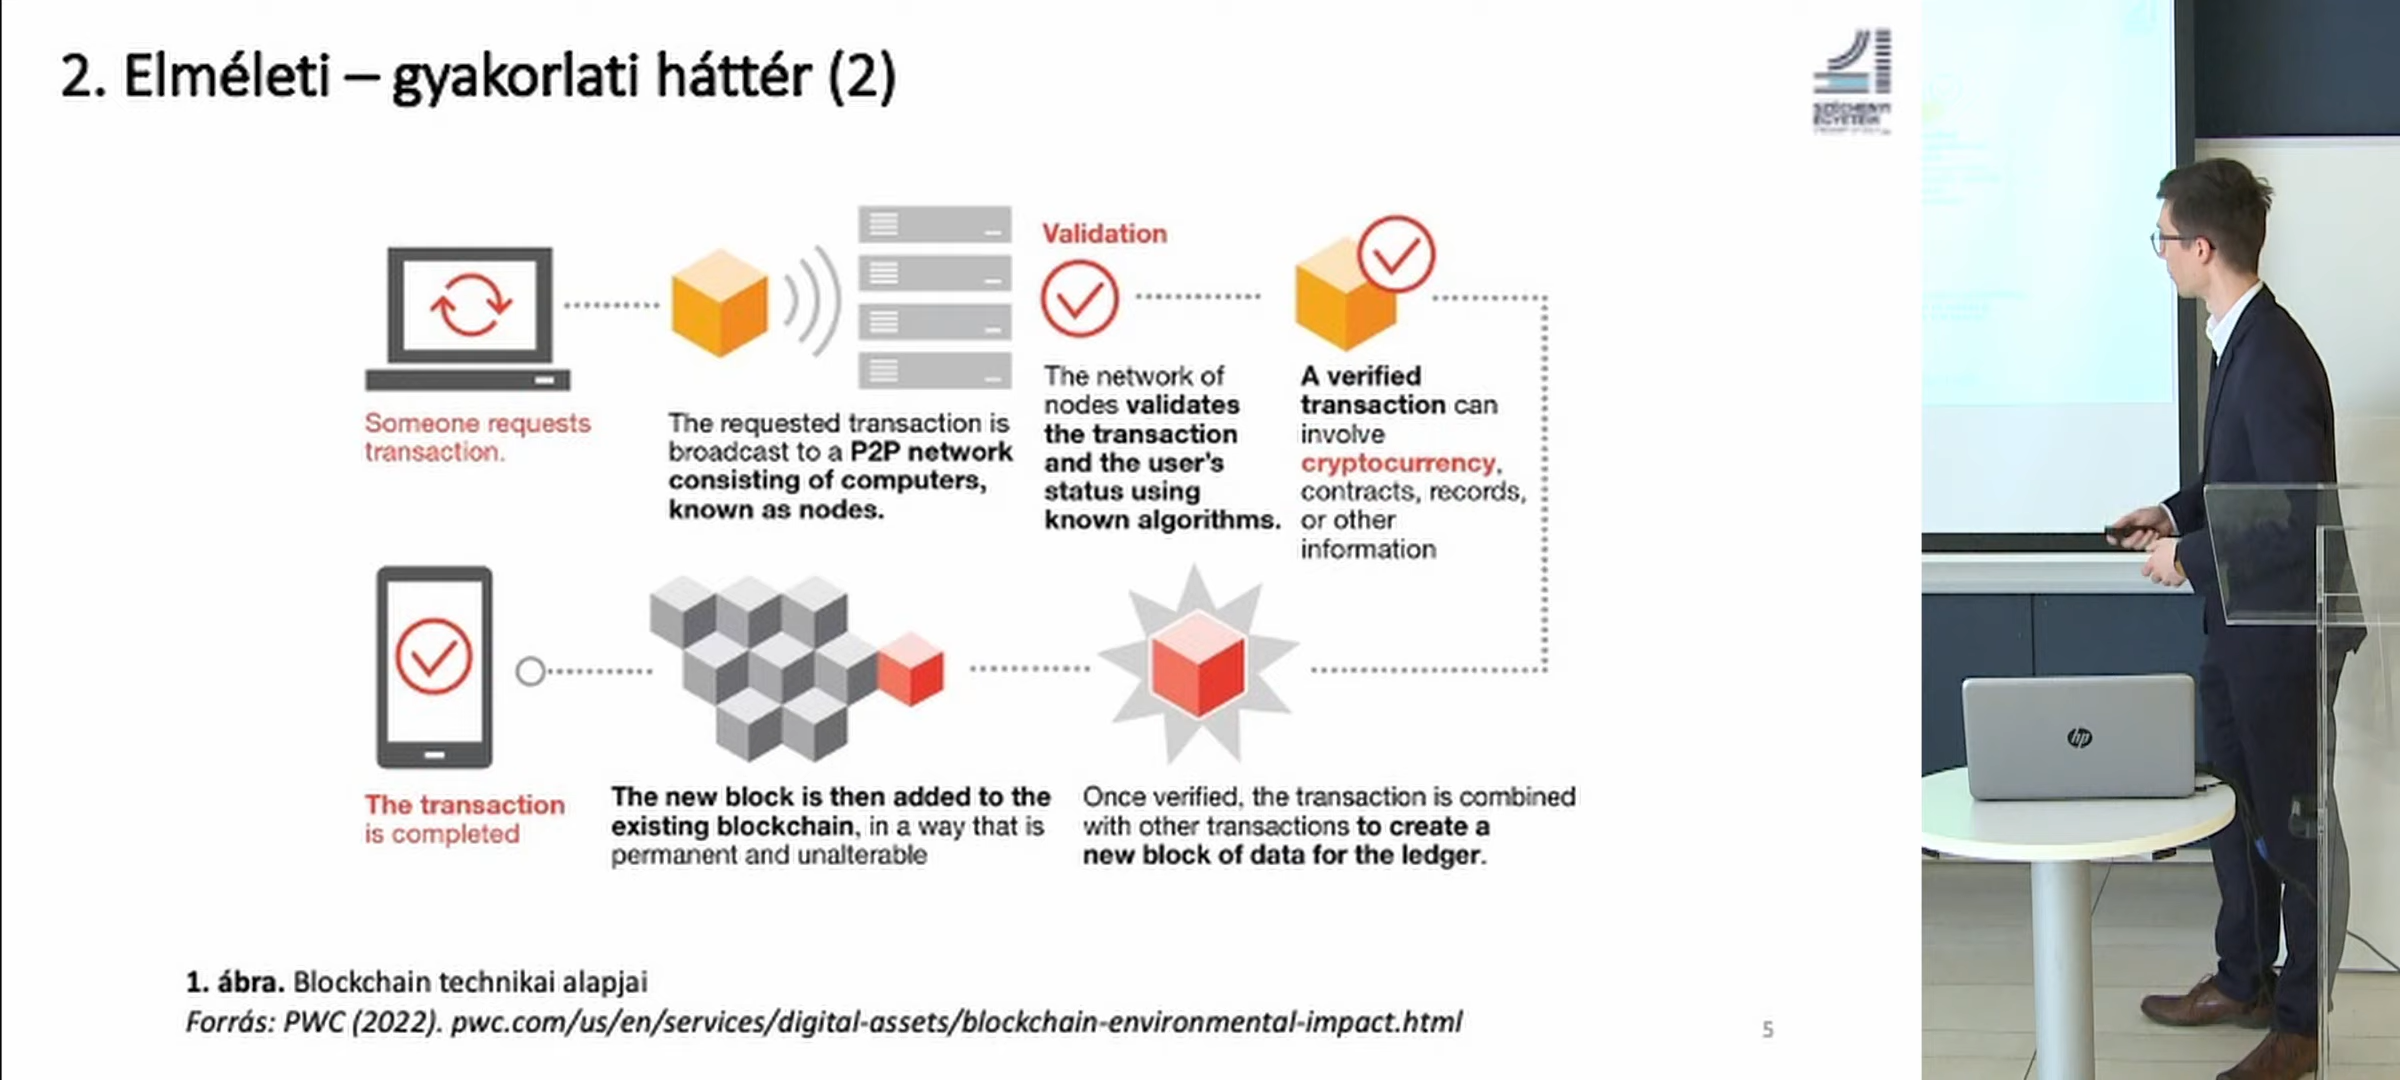 2. Elméleti – gyakorlati háttér (2)
SZÉCHENYI
EGYETEM
Validation
Someone requests
transaction.
The requested transaction is
broadcast to a P2P network
consisting of computers,
known as nodes.
The network of
nodes validates
the transaction
and the user's
status using
known algorithms.
A verified
transaction can
involve
cryptocurrency,
contracts, records,
or other
information
The transaction
is completed
The new block is then added to the
existing blockchain, in a way that is
permanent and unalterable
Once verified, the transaction is combined
with other transactions to create a
new block of data for the ledger.
hp
1. ábra. Blockchain technikai alapjai
Forrás: PWC (2022). pwc.com/us/en/services/digital-assets/blockchain-environmental-impact.html
5